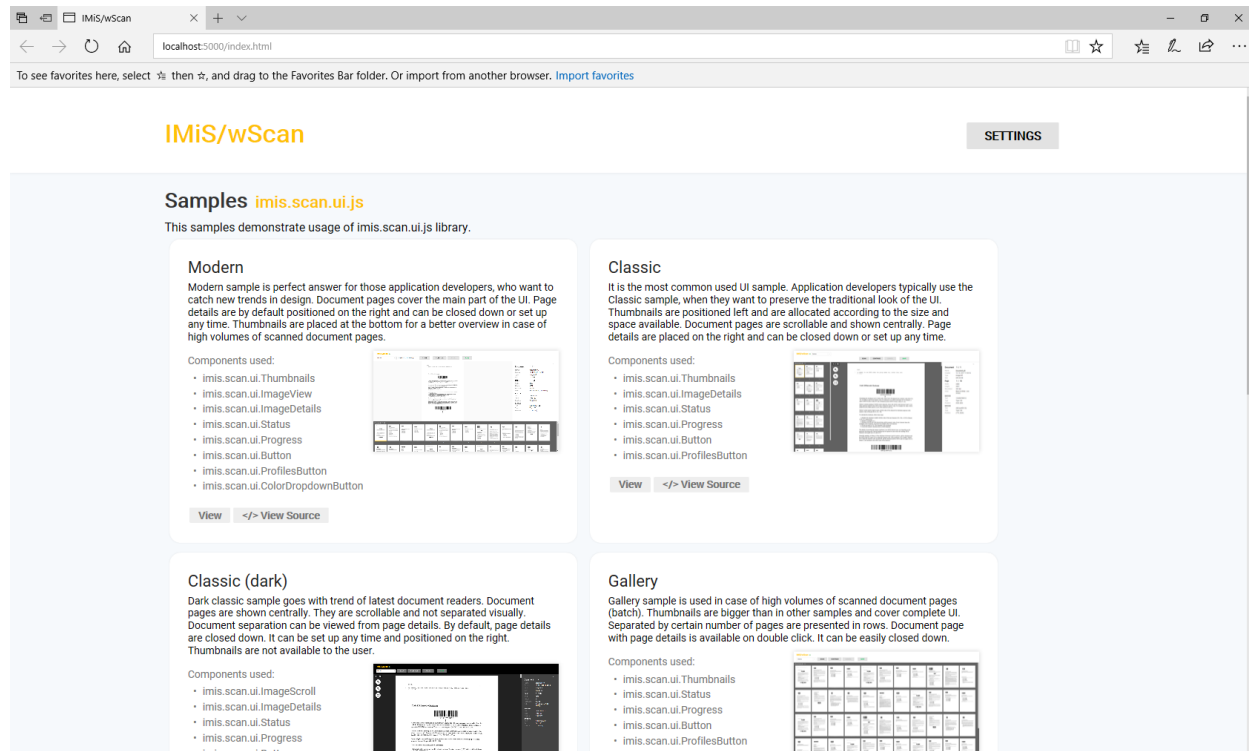 IMiS/wScan
localhost:5000/index.html
To see favorites here, select then, and drag to the Favorites Bar folder. Or import from another browser. Import favorites
IMiS/wScan
SETTINGS
Samples imis.scan.ui.js
This samples demonstrate usage of imis.scan.ui.js library.
Modern
Modern sample is perfect answer for those application developers, who want to
catch new trends in design. Document pages cover the main part of the UI. Page
details are by default positioned on the right and can be closed down or set up
any time. Thumbnails are placed at the bottom for a better overview in case of
high volumes of scanned document pages.
Components used:
• imis.scan.ui.Thumbnails
• imis.scan.ui.ImageView
• imis.scan.ui.ImageDetails
• imis.scan.ui.Status
• imis.scan.ui.Progress
• imis.scan.ui.Button
• imis.scan.ui.ProfilesButton
• imis.scan.ui.ColorDropdownButton
View </> View Source
Classic
It is the most common used UI sample. Application developers typically use the
Classic sample, when they want to preserve the traditional look of the UI.
Thumbnails are positioned left and are allocated according to the size and
space available. Document pages are scrollable and shown centrally. Page
details are placed on the right and can be closed down or set up any time.
Components used:
• imis.scan.ui.Thumbnails
• imis.scan.ui.ImageDetails
• imis.scan.ui.Status
• imis.scan.ui.Progress
• imis.scan.ui.Button
• imis.scan.ui.ProfilesButton
View </> View Source
Classic (dark)
Dark classic sample goes with trend of latest document readers. Document
pages are shown centrally. They are scrollable and not separated visually.
Document separation can be viewed from page details. By default, page details
are closed down. It can be set up any time and positioned on the right.
Thumbnails are not available to the user.
Components used:
• imis.scan.ui.ImageScroll
• imis.scan.ui.ImageDetails
• imis.scan.ui.Status
• imis.scan.ui.Progress
Gallery
Gallery sample is used in case of high volumes of scanned document pages
(batch). Thumbnails are bigger than in other samples and cover complete UI.
Separated by certain number of pages are presented in rows. Document page
with page details is available on double click. It can be easily closed down.
Components used:
• imis.scan.ui.Thumbnails
• imis.scan.ui.Status
• imis.scan.ui.Progress
• imis.scan.ui.Button
• imis.scan.ui.ProfilesButton